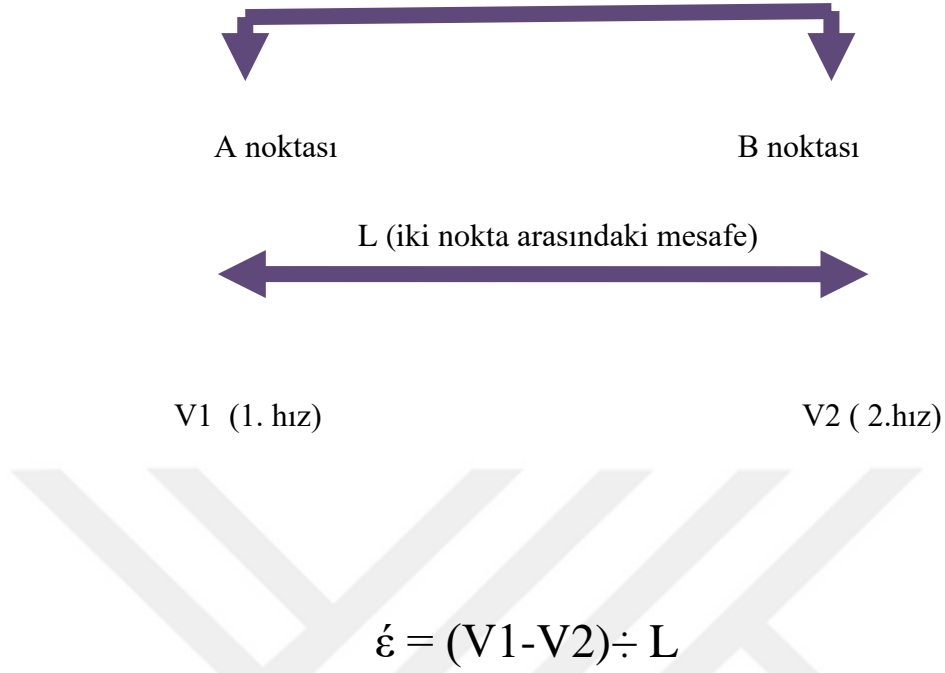 A noktası B noktası
L (iki nokta arasındaki mesafe)
V1 (1. hız) V2 ( 2.hız)
έ = (V1-V2)÷ L